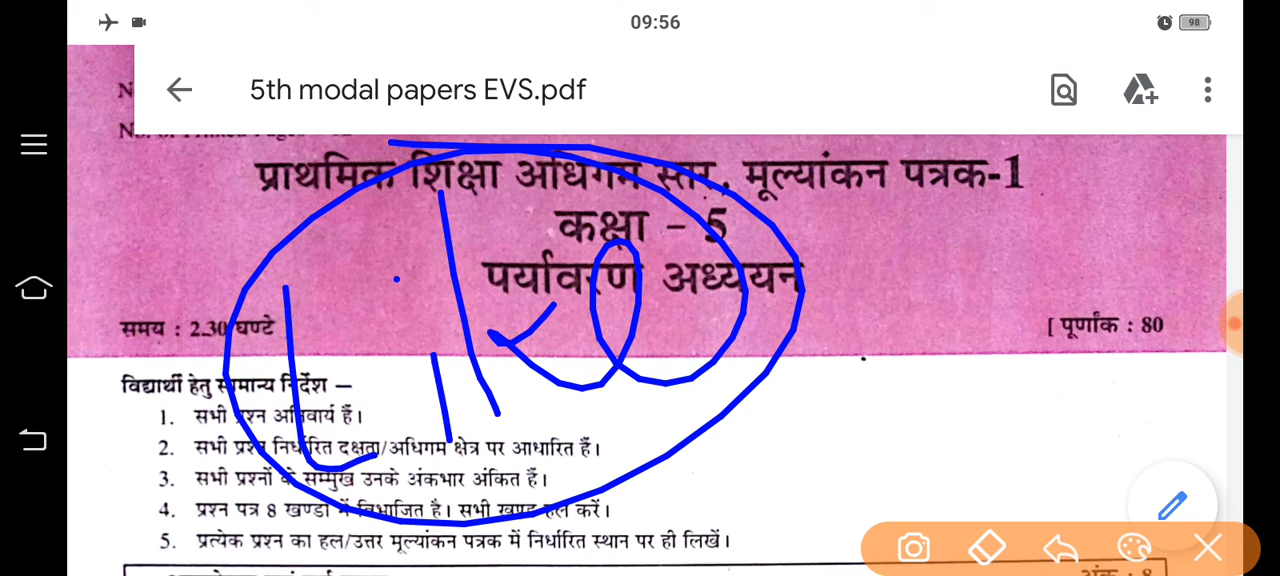 09:56
98
5th modal papers EVS.pdf
प्राथमिक शिक्षा अधिगम स्तर, मूल्यांकन पत्रक-1
कक्षा - 5
पर्यावरण अध्ययन
समय : 2.30 घण्टे [ पूर्णांक : 80
विद्यार्थी हेतु सामान्य निर्देश –
1. सभी प्रश्न अनिवार्य हैं।
2. सभी प्रश्न निर्धारित दक्षता/अधिगम क्षेत्र पर आधारित हैं।
3. सभी प्रश्नों के सम्मुख उनके अंकभार अंकित हैं।
4. प्रश्न पत्र 8 खण्डों में विभाजित है। सभी खण्ड हल करें।
5. प्रत्येक प्रश्न का हल/उत्तर मूल्यांकन पत्रक में निर्धारित स्थान पर ही लिखें।
अंक : 8